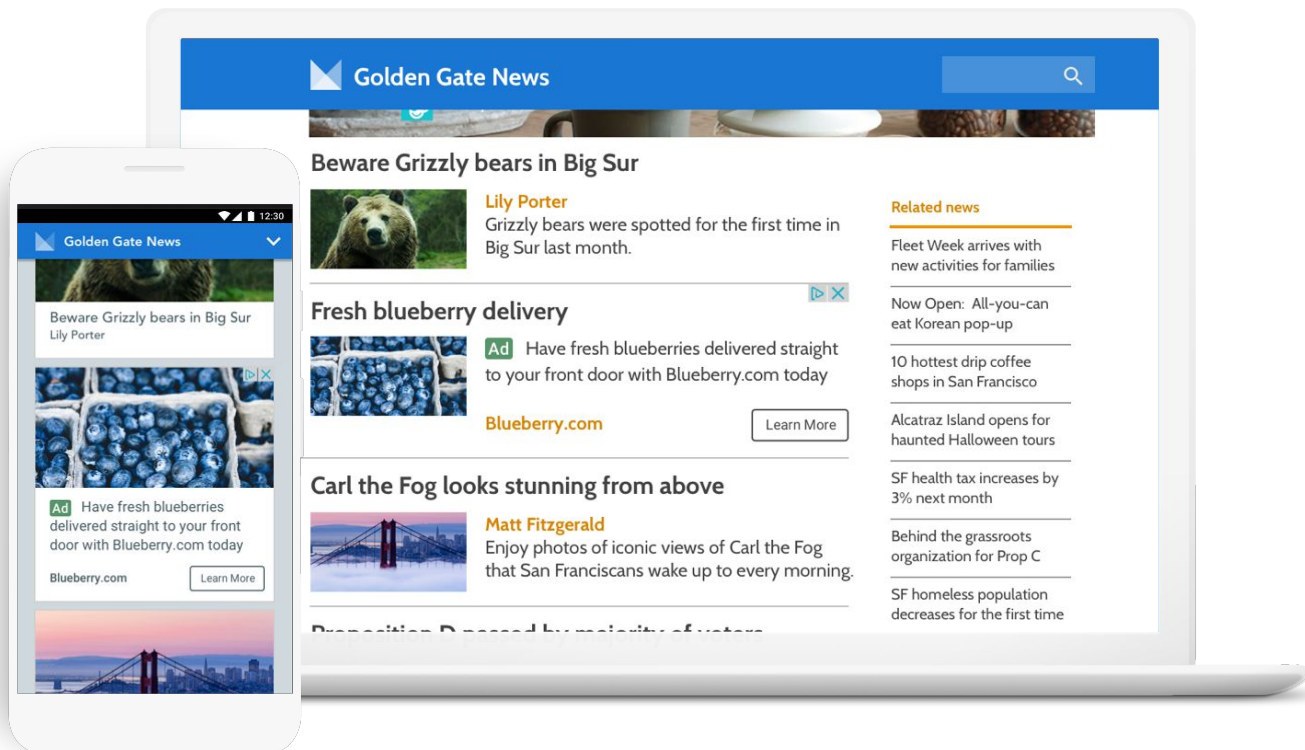 Golden Gate News
Beware Grizzly bears in Big Sur
Lily Porter
Grizzly bears were spotted for the first time in
Big Sur last month.
Fresh blueberry delivery
Ad Have fresh blueberries delivered straight
to your front door with Blueberry.com today
Blueberry.com
Learn More
Carl the Fog looks stunning from above
Matt Fitzgerald
Enjoy photos of iconic views of Carl the Fog
that San Franciscans wake up to every morning.
Proposition D passed by majority of voters
Related news
Fleet Week arrives with
new activities for families
Now Open: All-you-can
eat Korean pop-up
10 hottest drip coffee
shops in San Francisco
Alcatraz Island opens for
haunted Halloween tours
SF health tax increases by
3% next month
Behind the grassroots
organization for Prop C
SF homeless population
decreases for the first time
12:30
Golden Gate News
Beware Grizzly bears in Big Sur
Lily Porter
Ad Have fresh blueberries
delivered straight to your front
door with Blueberry.com today
Blueberry.com
Learn More